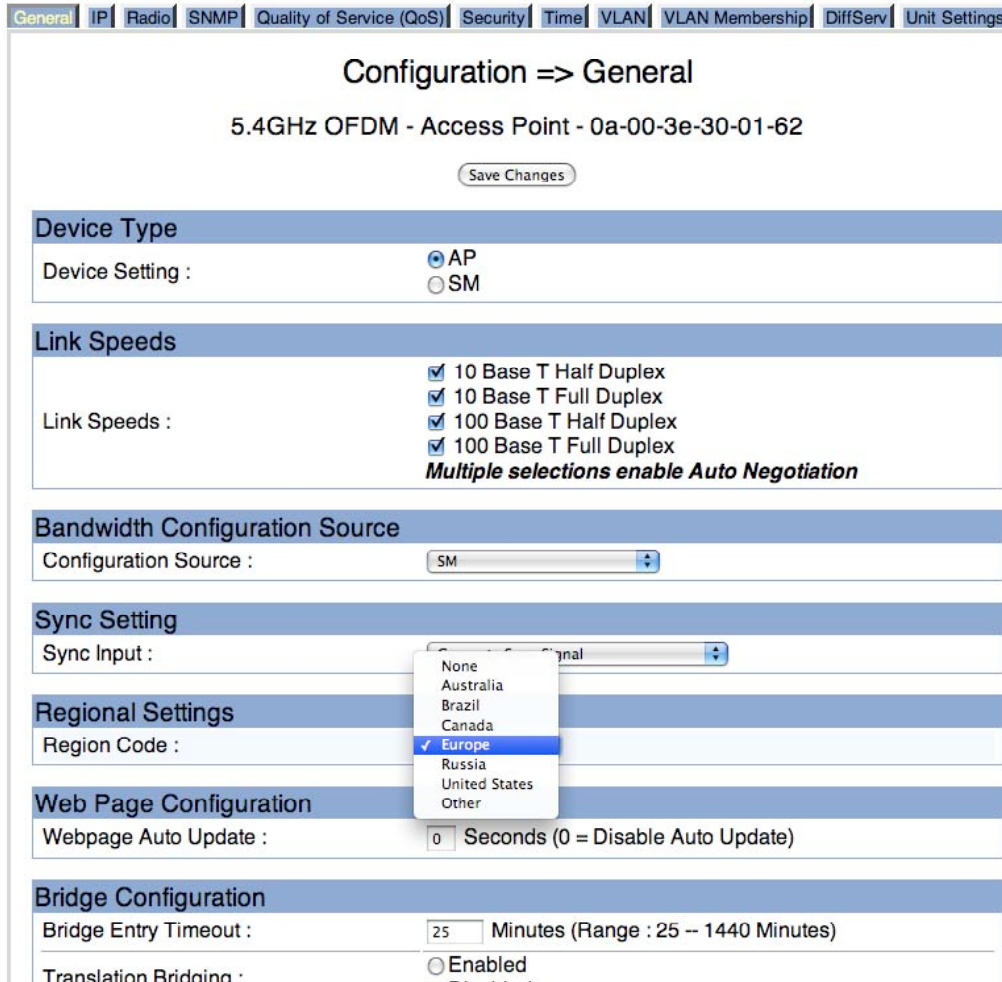 General IP Radio SNMP Quality of Service (QoS) Security Time VLAN VLAN Membership DiffServ Unit Settings
Configuration => General
5.4GHz OFDM - Access Point - 0a-00-3e-30-01-62
Save Changes
Device Type
Device Setting :
AP
SM
Link Speeds
Link Speeds :
10 Base T Half Duplex
10 Base T Full Duplex
100 Base T Half Duplex
100 Base T Full Duplex
Multiple selections enable Auto Negotiation
Bandwidth Configuration Source
Configuration Source : SM
Sync Setting
Sync Input :
None
Australia
Brazil
Canada
Europe
Russia
United States
Other
Regional Settings
Region Code :
Web Page Configuration
Webpage Auto Update : 0 Seconds (0 = Disable Auto Update)
Bridge Configuration
Bridge Entry Timeout : 25 Minutes (Range : 25 -- 1440 Minutes)
Translation Bridging :
Enabled